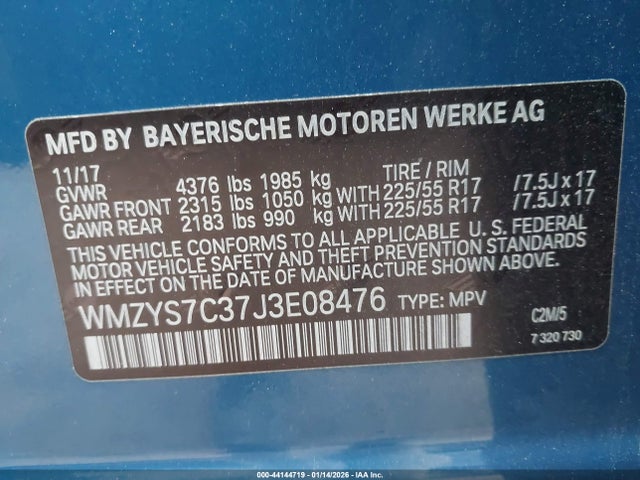 MFD BY BAYERISCHE MOTOREN WERKE AG
11/17 TIRE / RIM
GVWR 4376 lbs 1985 kg
GAWR FRONT 2315 lbs 1050 kg WITH 225/55 R17 /7.5J x 17
GAWR REAR 2183 lbs 990 kg WITH 225/55 R17 /7.5J x 17
THIS VEHICLE CONFORMS TO ALL APPLICABLE U. S. FEDERAL
MOTOR VEHICLE SAFETY AND THEFT PREVENTION STANDARDS
IN EFFECT ON THE DATE OF MANUFACTURE SHOWN ABOVE.
WMZYS7C37J3E08476 TYPE: MPV C2M/5
7 320 730
000-44144719 - 01/14/2026 - IAA Inc.